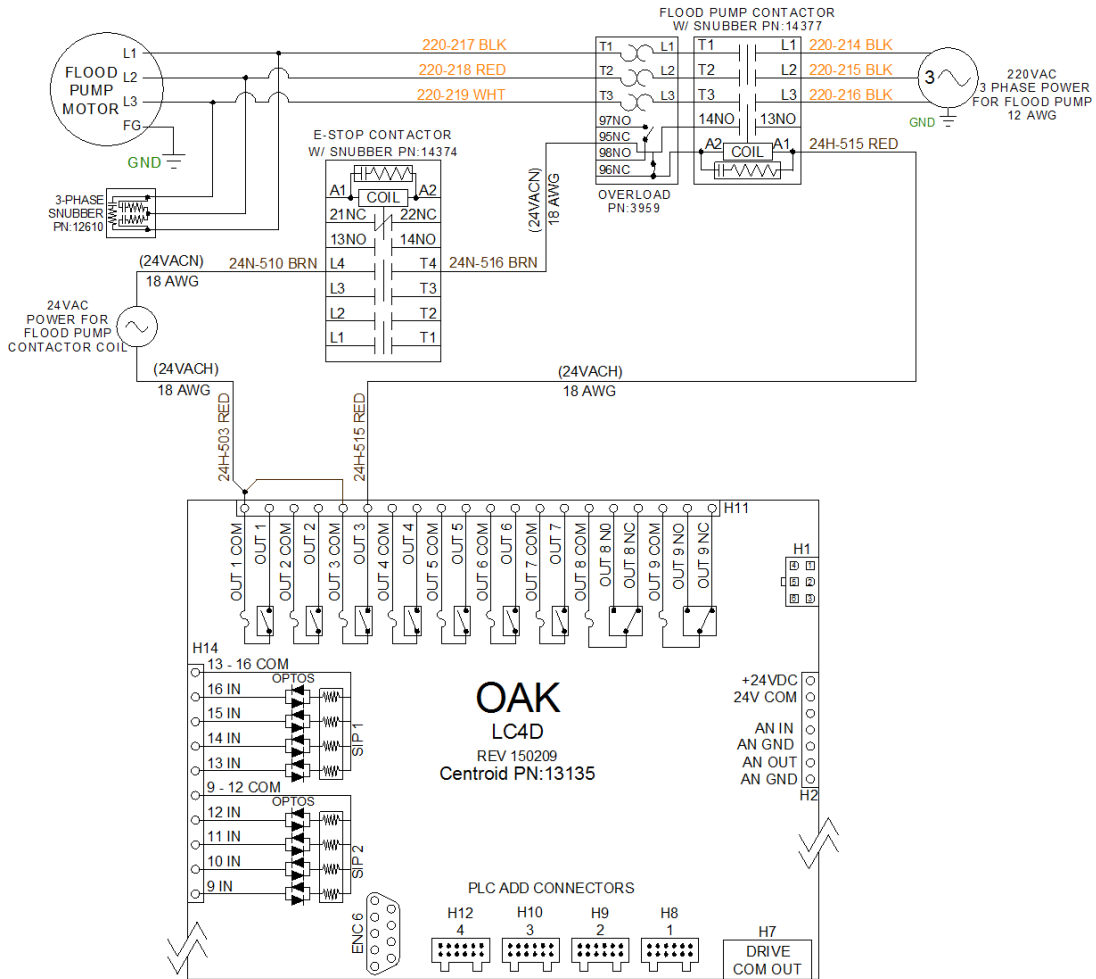 FLOOD PUMP CONTACTOR
W/ SNUBBER PN:14377
L1
FLOOD
PUMP
MOTOR
L2
L3
FG
GND
220-217 BLK
220-218 RED
220-219 WHT
T1
L1
T2
L2
T3
L3
97NO
95NC
98NO
96NC
OVERLOAD
PN:3959
T1
L1
T2
L2
T3
L3
14NO
13NO
A2
COIL
A1
220-214 BLK
220-215 BLK
220-216 BLK
3
GND
220VAC
3 PHASE POWER
FOR FLOOD PUMP
12 AWG
24H-515 RED
E-STOP CONTACTOR
W/ SNUBBER PN:14374
A1
COIL
A2
21NC
22NC
13NO
14NO
L4
T4
L3
T3
L2
T2
L1
T1
3-PHASE
SNUBBER
PN:12610
(24VACN)
18 AWG
24N-510 BRN
24N-516 BRN
(24VACN)
18 AWG
24VAC
POWER FOR
FLOOD PUMP
CONTACTOR COIL
(24VACH)
18 AWG
(24VACH)
18 AWG
24H-503 RED
24H-515 RED
H11
OUT 1 COM
OUT 1
OUT 2 COM
OUT 2
OUT 3 COM
OUT 3
OUT 4 COM
OUT 4
OUT 5 COM
OUT 5
OUT 6 COM
OUT 6
OUT 7 COM
OUT 7
OUT 8 COM
OUT 8 N0
OUT 8 NC
OUT 9 COM
OUT 9 NO
OUT 9 NC
H1
4 1
5 2
6 3
H14
13 - 16 COM
OPTOS
16 IN
15 IN
14 IN
13 IN
SIP 1
9 - 12 COM
OPTOS
12 IN
11 IN
10 IN
9 IN
SIP 2
OAK
LC4D
REV 150209
Centroid PN:13135
+24VDC
24V COM
AN IN
AN GND
AN OUT
AN GND
H2
ENC 6
PLC ADD CONNECTORS
H12
4
H10
3
H9
2
H8
1
H7
DRIVE
COM OUT